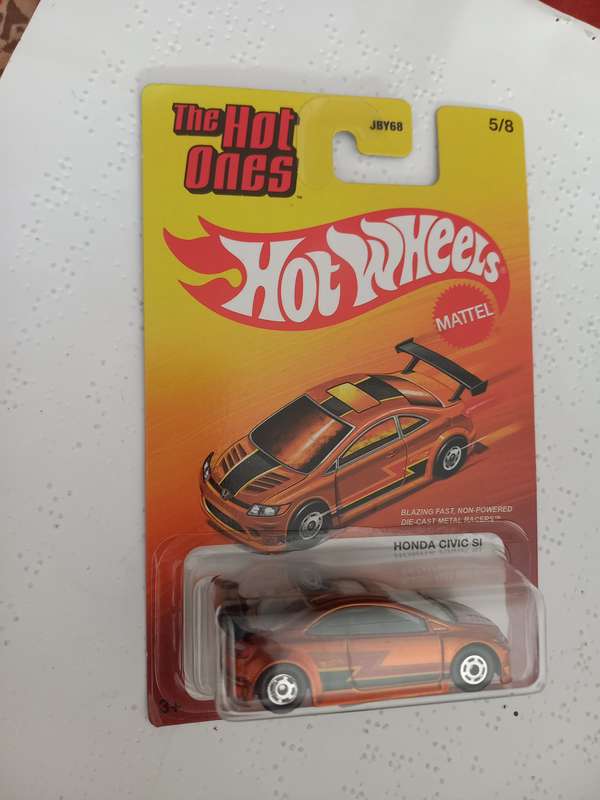 The Hot
Ones™
JBY68
5/8
Hot Wheels®
MATTEL
BLAZING FAST, NON-POWERED
DIE-CAST METAL RACERS™
HONDA CIVIC SI
3+